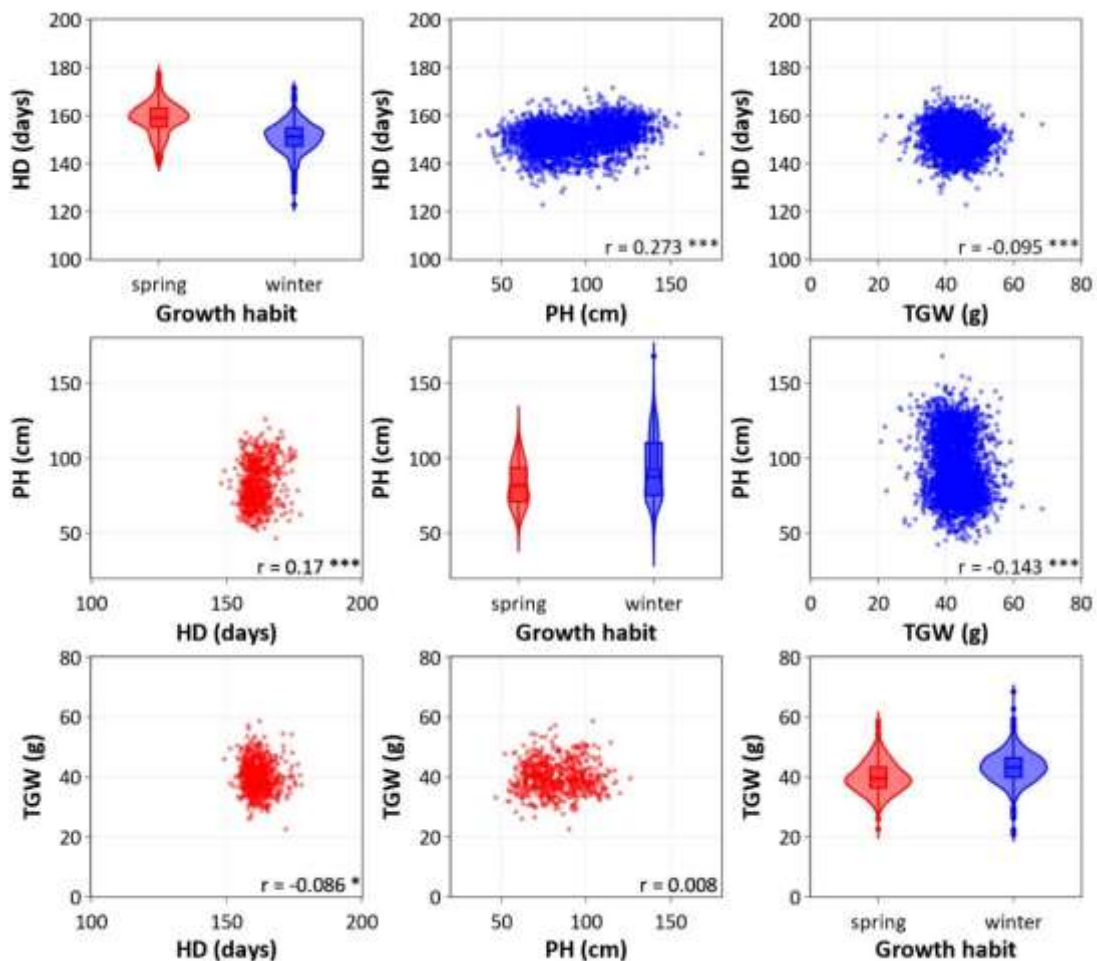 200
180
160
140
120
100
HD (days)
spring winter
Growth habit
200
180
160
140
120
100
HD (days)
r = 0.273 ***
50 100 150
PH (cm)
200
180
160
140
120
100
HD (days)
r = -0.095 ***
0 20 40 60 80
TGW (g)
150
100
50
PH (cm)
r = 0.17 ***
100 150 200
HD (days)
150
100
50
PH (cm)
spring winter
Growth habit
150
100
50
PH (cm)
r = -0.143 ***
0 20 40 60 80
TGW (g)
80
60
40
20
0
TGW (g)
r = -0.086 *
100 150 200
HD (days)
80
60
40
20
0
TGW (g)
r = 0.008
50 100 150
PH (cm)
80
60
40
20
0
TGW (g)
spring winter
Growth habit